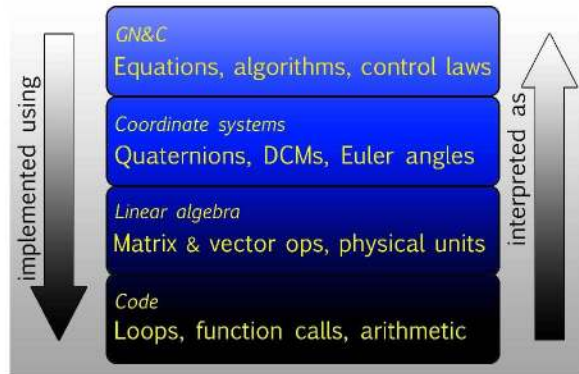 implemented using
GN&C
Equations, algorithms, control laws
Coordinate systems
Quaternions, DCMs, Euler angles
Linear algebra
Matrix & vector ops, physical units
Code
Loops, function calls, arithmetic
interpreted as